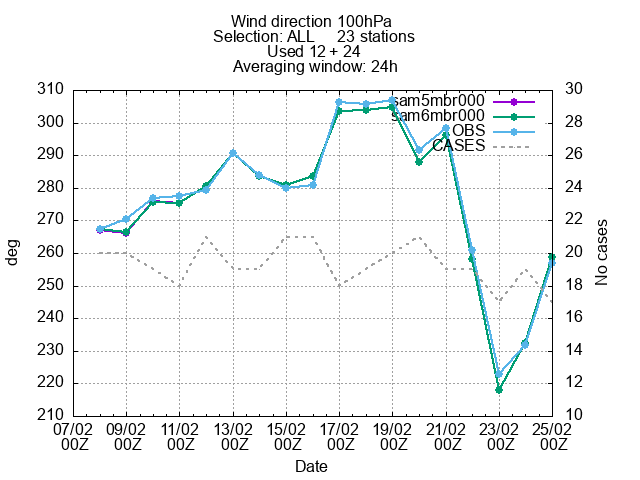 Wind direction 100hPa
Selection: ALL 23 stations
Used 12 + 24
Averaging window: 24h
sam5mbr000
sam6mbr000
OBS
CASES
deg
310
300
290
280
270
260
250
240
230
220
210
No cases
30
28
26
24
22
20
18
16
14
12
10
07/02 09/02 11/02 13/02 15/02 17/02 19/02 21/02 23/02 25/02
00Z 00Z 00Z 00Z 00Z 00Z 00Z 00Z 00Z 00Z
Date